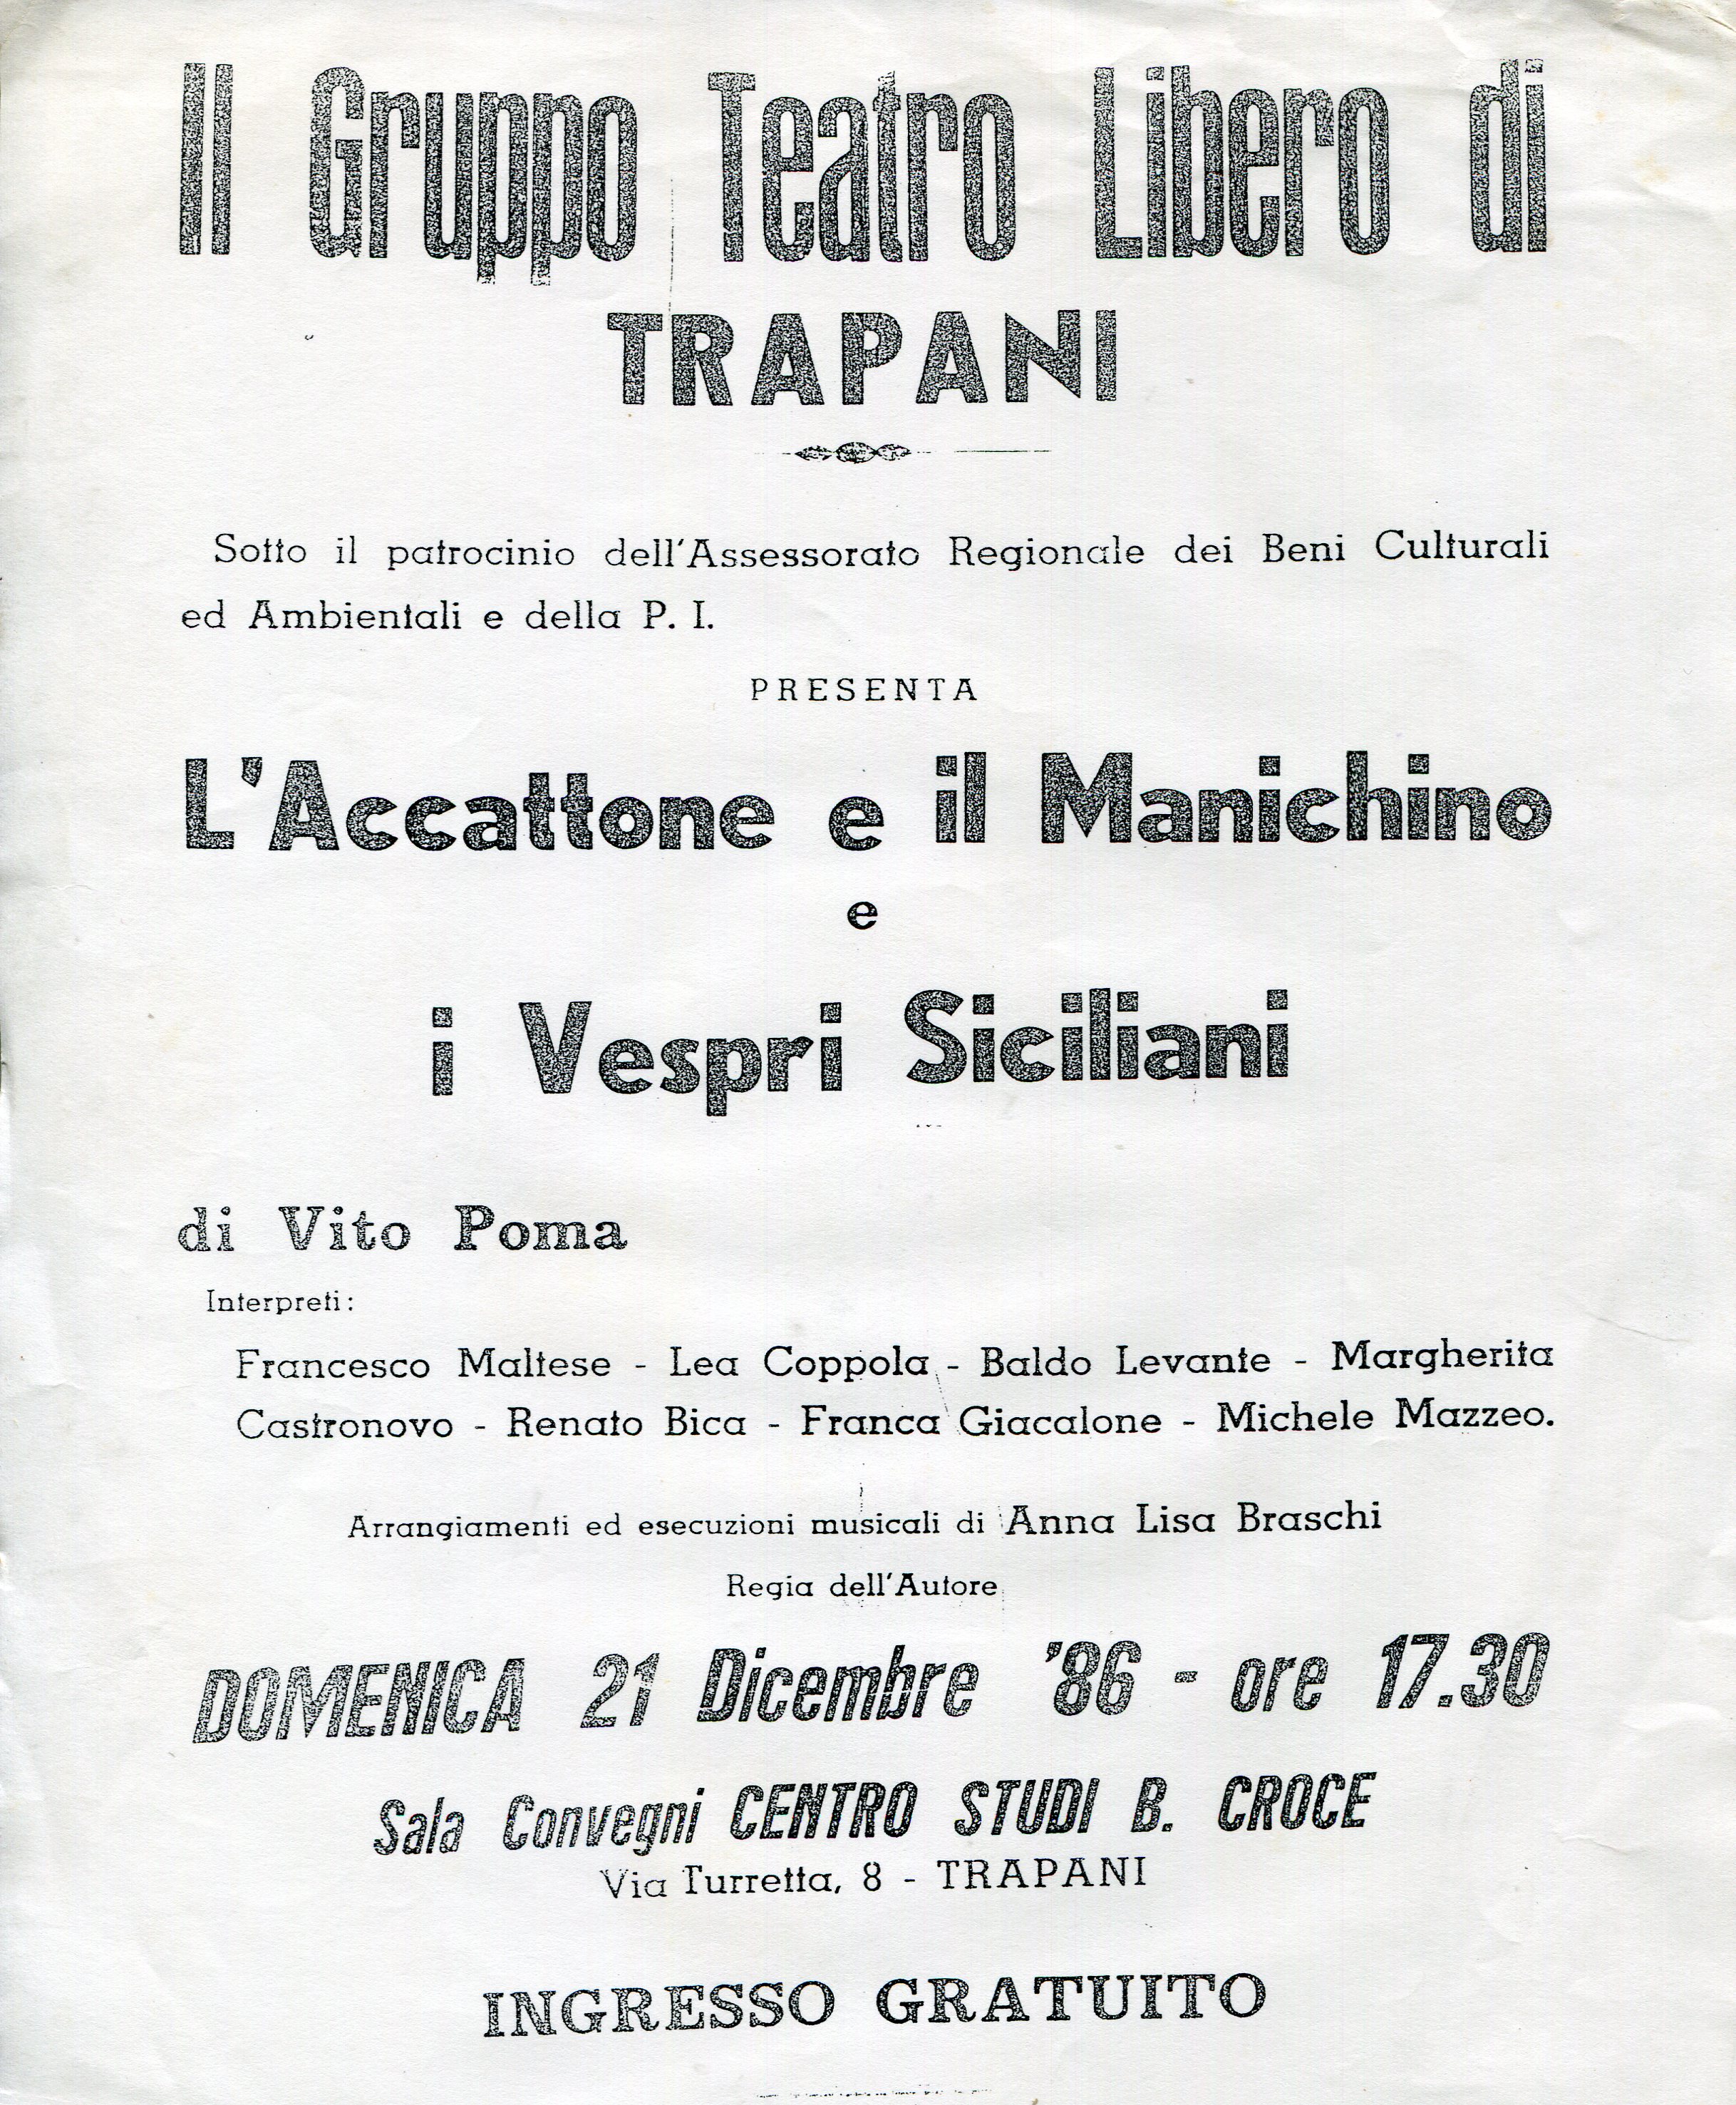 Il Gruppo Teatro Libero di
TRAPANI
Sotto il patrocinio dell'Assessorato Regionale dei Beni Culturali
ed Ambientali e della P. I.
PRESENTA
L'Accattone e il Manichino
e
i Vespri Siciliani
di Vito Poma
Interpreti:
Francesco Maltese - Lea Coppola - Baldo Levante - Margherita
Castronovo - Renato Bica - Franca Giacalone - Michele Mazzeo.
Arrangiamenti ed esecuzioni musicali di Anna Lisa Braschi
Regia dell'Autore
DOMENICA 21 Dicembre '86 - ore 17.30
Sala Convegni CENTRO STUDI B. CROCE
Via Turretta, 8 - TRAPANI
INGRESSO GRATUITO